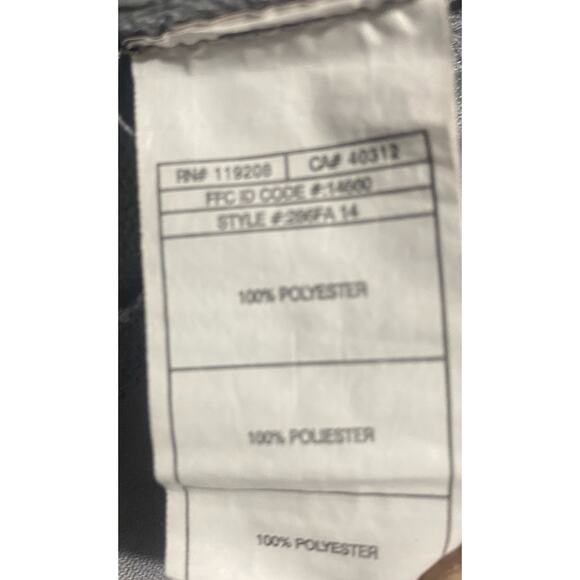 RN# 119208 CA# 40312
FFC ID CODE #:14660
STYLE #:286FA 14
100% POLYESTER
100% POLIESTER
100% POLYESTER